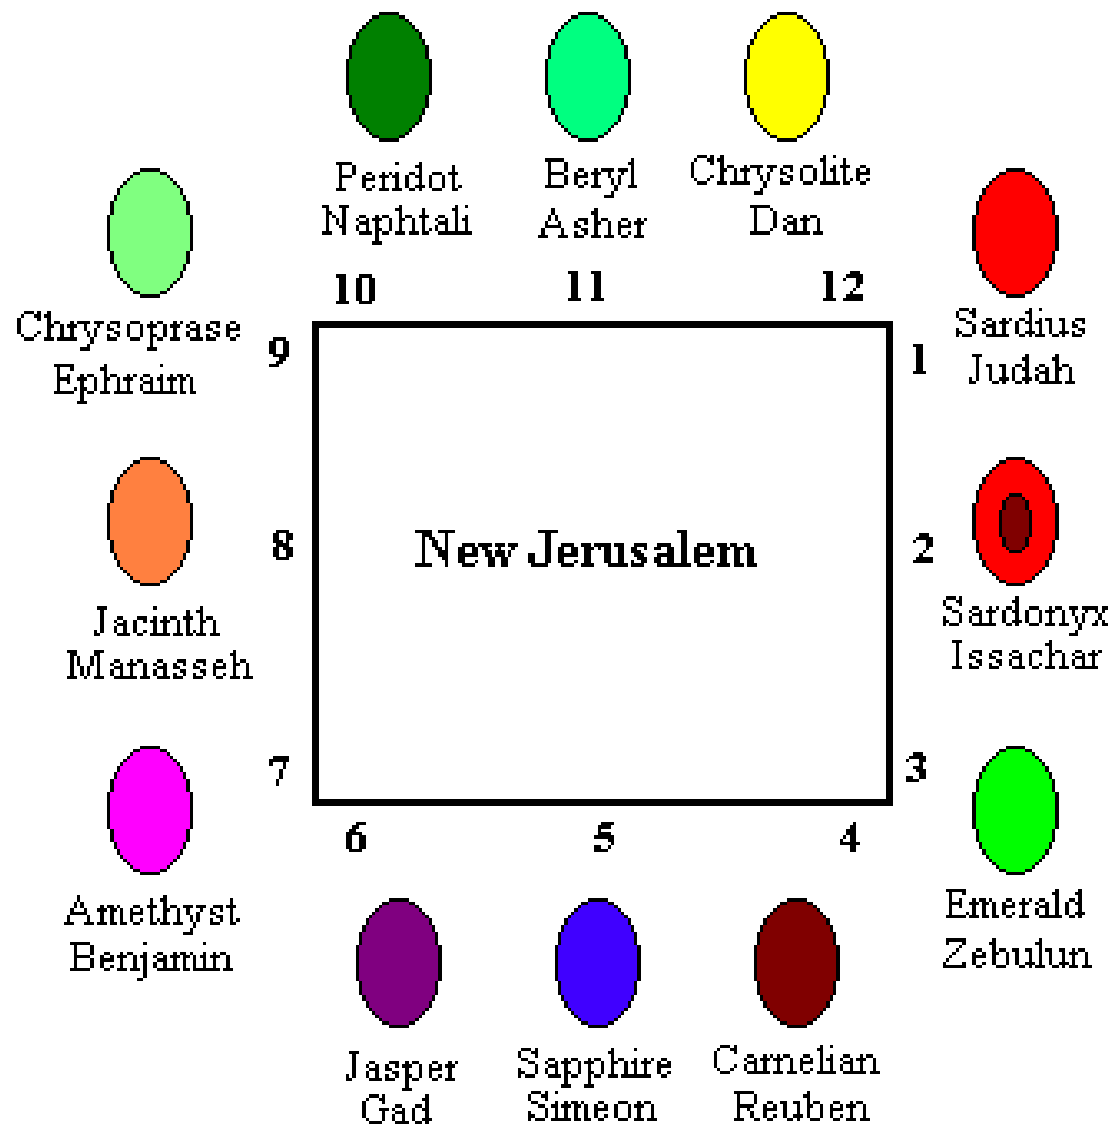 Peridot
Naphtali
Beryl
Asher
Chrysolite
Dan
10
11
12
Chrysoprase
Ephraim
9
1
Sardius
Judah
Jacinth
Manasseh
8
New Jerusalem
2
Sardonyx
Issachar
Amethyst
Benjamin
7
3
Emerald
Zebulun
6
5
4
Jasper
Gad
Sapphire
Simeon
Carnelian
Reuben